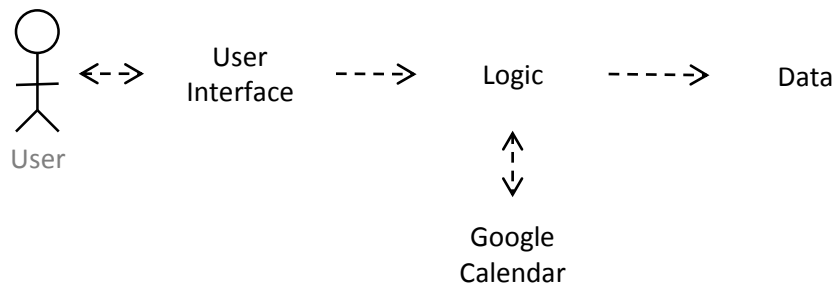 User
Interface
Logic
Data
User
Google
Calendar